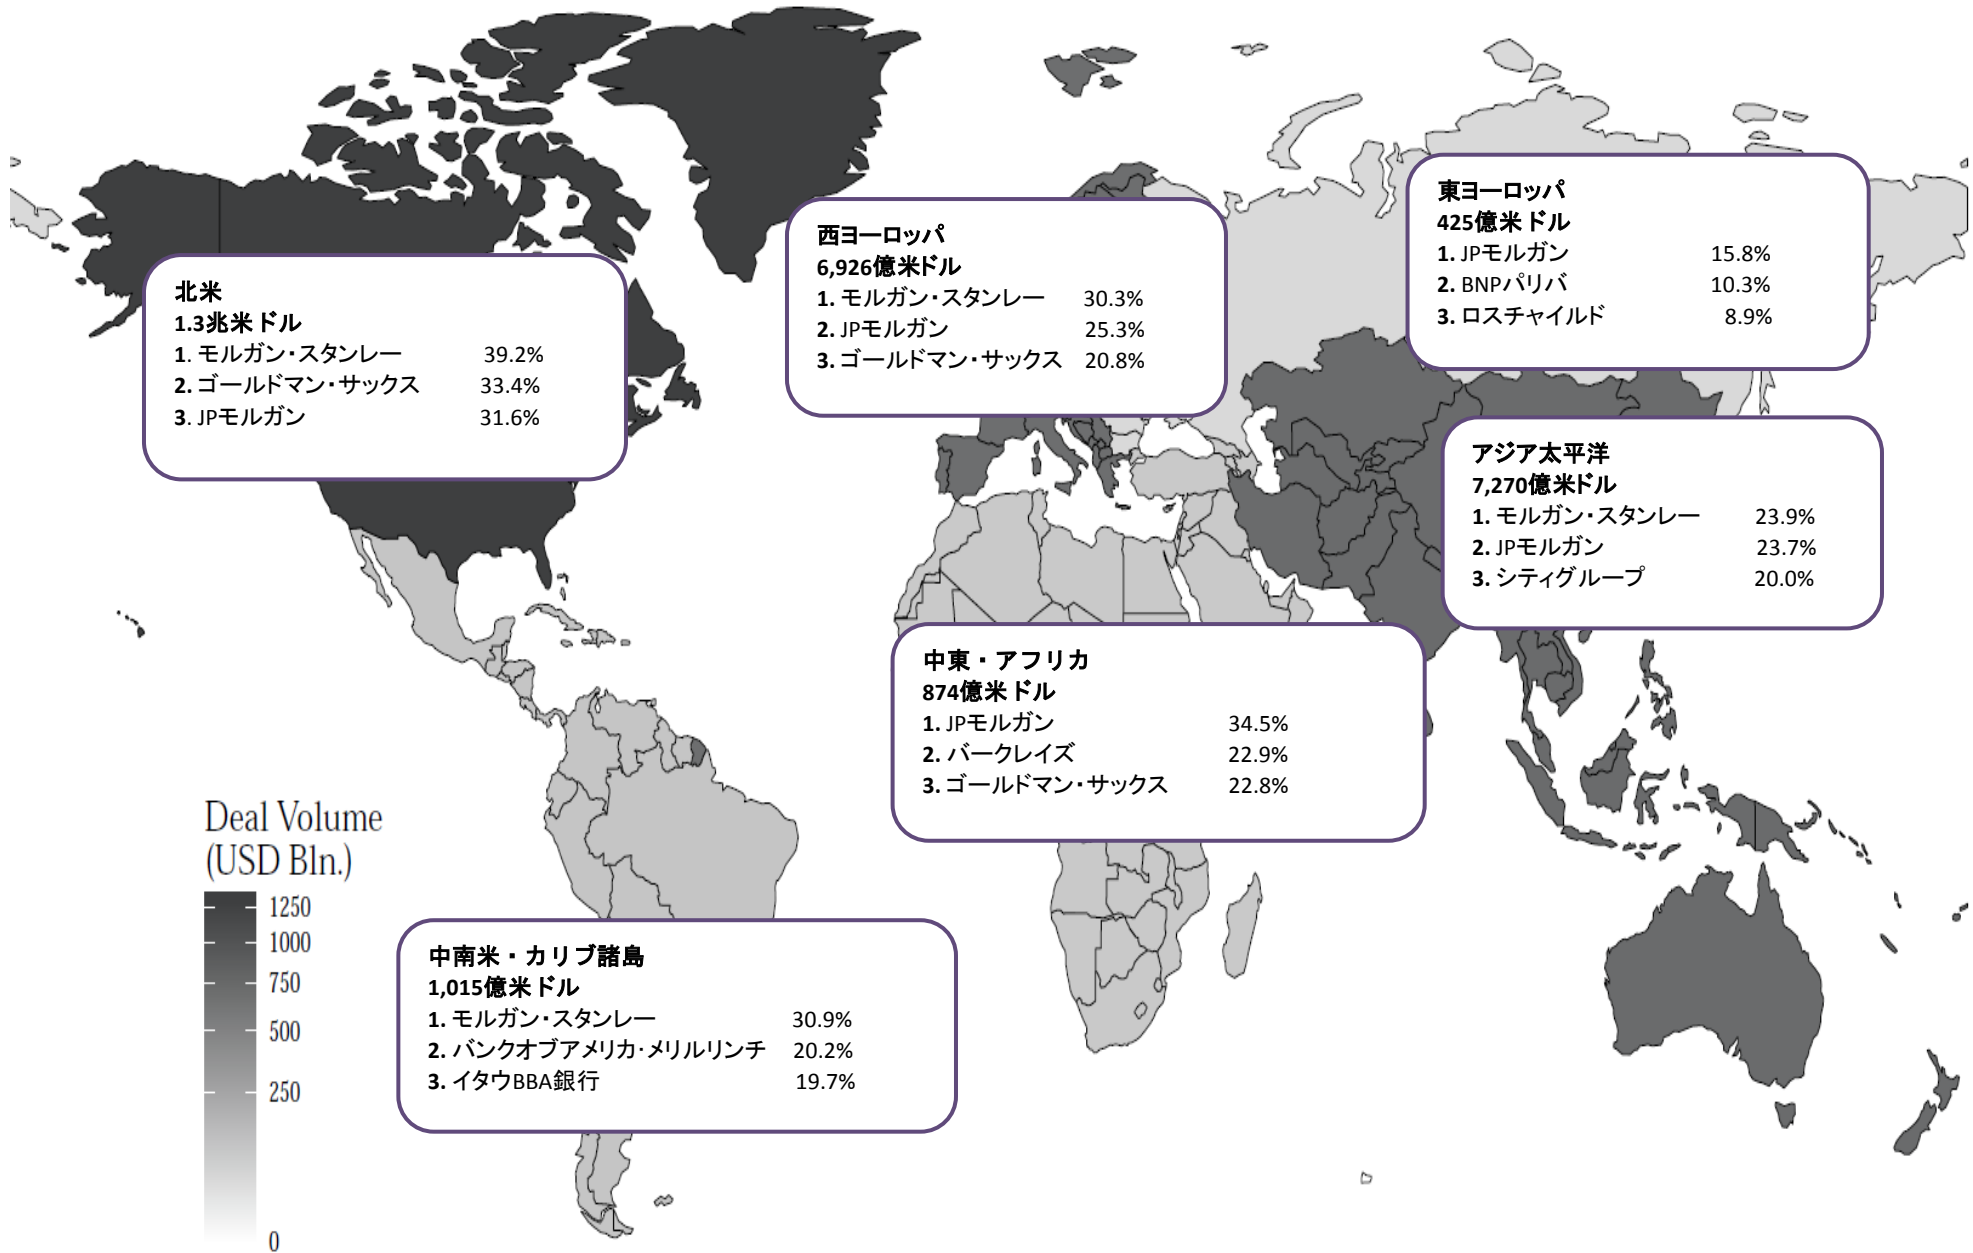 北米
1.3兆米ドル
1. モルガン・スタンレー 39.2%
2. ゴールドマン・サックス 33.4%
3. JPモルガン 31.6%
西ヨーロッパ
6,926億米ドル
1. モルガン・スタンレー 30.3%
2. JPモルガン 25.3%
3. ゴールドマン・サックス 20.8%
東ヨーロッパ
425億米ドル
1. JPモルガン 15.8%
2. BNPパリバ 10.3%
3. ロスチャイルド 8.9%
アジア太平洋
7,270億米ドル
1. モルガン・スタンレー 23.9%
2. JPモルガン 23.7%
3. シティグループ 20.0%
中東・アフリカ
874億米ドル
1. JPモルガン 34.5%
2. バークレイズ 22.9%
3. ゴールドマン・サックス 22.8%
中南米・カリブ諸島
1,015億米ドル
1. モルガン・スタンレー 30.9%
2. バンクオブアメリカ・メリルリンチ 20.2%
3. イタウBBA銀行 19.7%
Deal Volume
(USD Bln.)
1250
1000
750
500
250
0